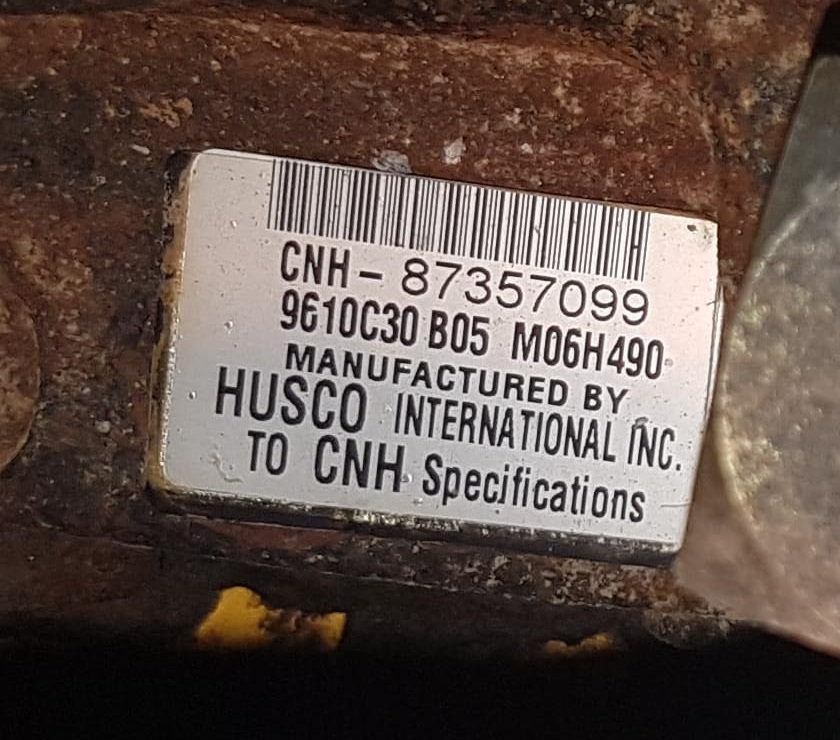 CNH- 87357099
9610C30 B05 M06H490
MANUFACTURED BY
HUSCO INTERNATIONAL INC.
TO CNH Specifications